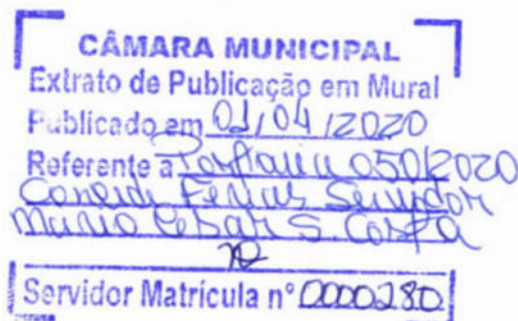 CÂMARA MUNICIPAL
Extrato de Publicação em Mural
Publicado em 01/04/2020
Referente a Portaria 050/2020
Concede Férias Servidor
Mario Cesar S. Costa
Servidor Matrícula nº 0000280